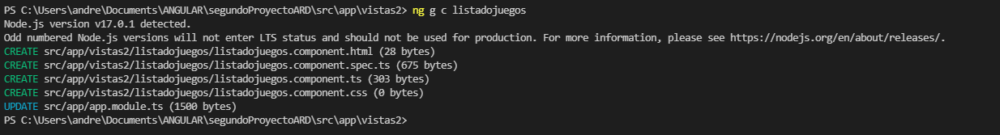 PS C:\Users\andre\Documents\ANGULAR\segundoProyectoARD\src\app\vistas2> ng g c listadojuegos
Node.js version v17.0.1 detected.
Odd numbered Node.js versions will not enter LTS status and should not be used for production. For more information, please see https://nodejs.org/en/about/releases/.
CREATE src/app/vistas2/listadojuegos/listadojuegos.component.html (28 bytes)
CREATE src/app/vistas2/listadojuegos/listadojuegos.component.spec.ts (675 bytes)
CREATE src/app/vistas2/listadojuegos/listadojuegos.component.ts (303 bytes)
CREATE src/app/vistas2/listadojuegos/listadojuegos.component.css (0 bytes)
UPDATE src/app/app.module.ts (1500 bytes)
PS C:\Users\andre\Documents\ANGULAR\segundoProyectoARD\src\app\vistas2>